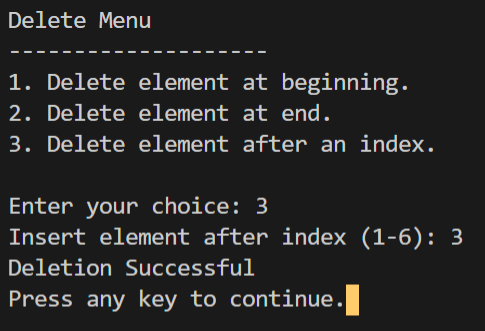 Delete Menu
--------------------
1. Delete element at beginning.
2. Delete element at end.
3. Delete element after an index.
Enter your choice: 3
Insert element after index (1-6): 3
Deletion Successful
Press any key to continue.